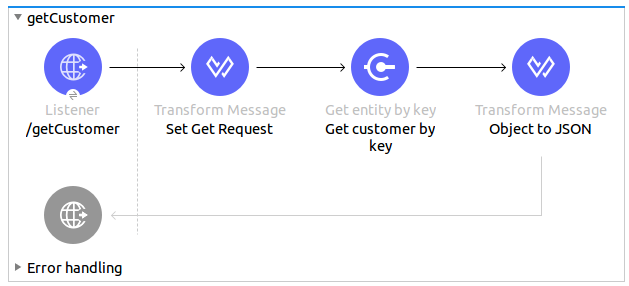 getCustomer
Listener
/getCustomer
Transform Message
Set Get Request
Get entity by key
Get customer by
key
Transform Message
Object to JSON
Error handling